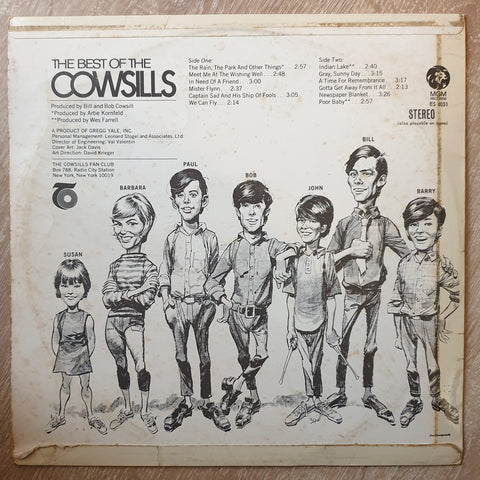 THE BEST OF THE
COWSILLS
Produced by Bill and Bob Cowsill
*Produced by Artie Kornfeld
**Produced by Wes Farrell
A PRODUCT OF GREGG YALE, INC.
Personal Management: Leonard Stogel and Associates, Ltd.
Director of Engineering: Val Valentin
Cover Art: Jack Davis
Art Direction: David Krieger
THE COWSILLS FAN CLUB
Box 788, Radio City Station
New York, New York 10019
Side One:
The Rain, The Park And Other Things* . . 2:57
Meet Me At The Wishing Well . . 2:48
In Need Of A Friend . . 3:00
Mister Flynn . . 2:03
Captain Sad and His Ship Of Fools . . 3:05
We Can Fly . . 2:14
Side Two:
Indian Lake** . . 2:40
Gray, Sunny Day . . 3:15
A Time For Remembrance . . 3:17
Gotta Get Away From It All . . 2:13
Newspaper Blanket . . 3:26
Poor Baby** . . 2:54
MGM
RECORDS
STEREO
(also playable on mono)
SUSAN
BARBARA
PAUL
BOB
JOHN
BILL
BARRY